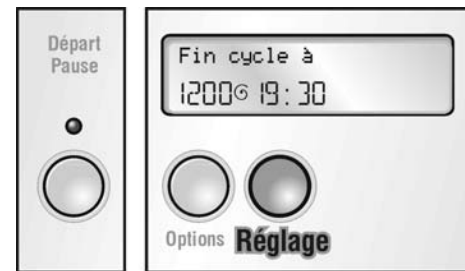 Départ
Pause
Fin cycle à
1200 19:30
Options Réglage